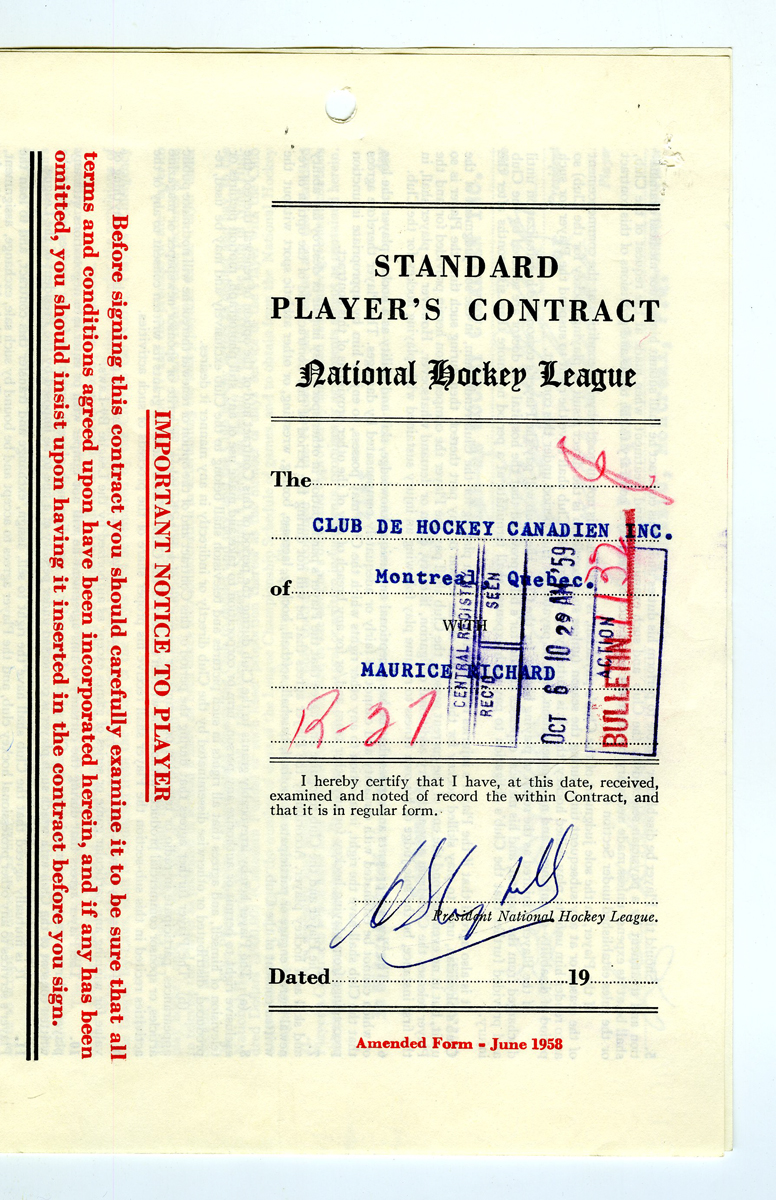 STANDARD
PLAYER'S CONTRACT
National Hockey League
The
CLUB DE HOCKEY CANADIEN INC.
of Montreal, Quebec.
WITH
MAURICE RICHARD
R-27
CENTRAL REGISTRY
REC'D SEEN
OCT 6 10 29 AM '59
ACTION
BULLETIN 132
I hereby certify that I have, at this date, received,
examined and noted of record the within Contract, and
that it is in regular form.
President National Hockey League.
Dated 19
Amended Form - June 1958
IMPORTANT NOTICE TO PLAYER
Before signing this contract you should carefully examine it to be sure that all
terms and conditions agreed upon have been incorporated herein, and if any has been
omitted, you should insist upon having it inserted in the contract before you sign.